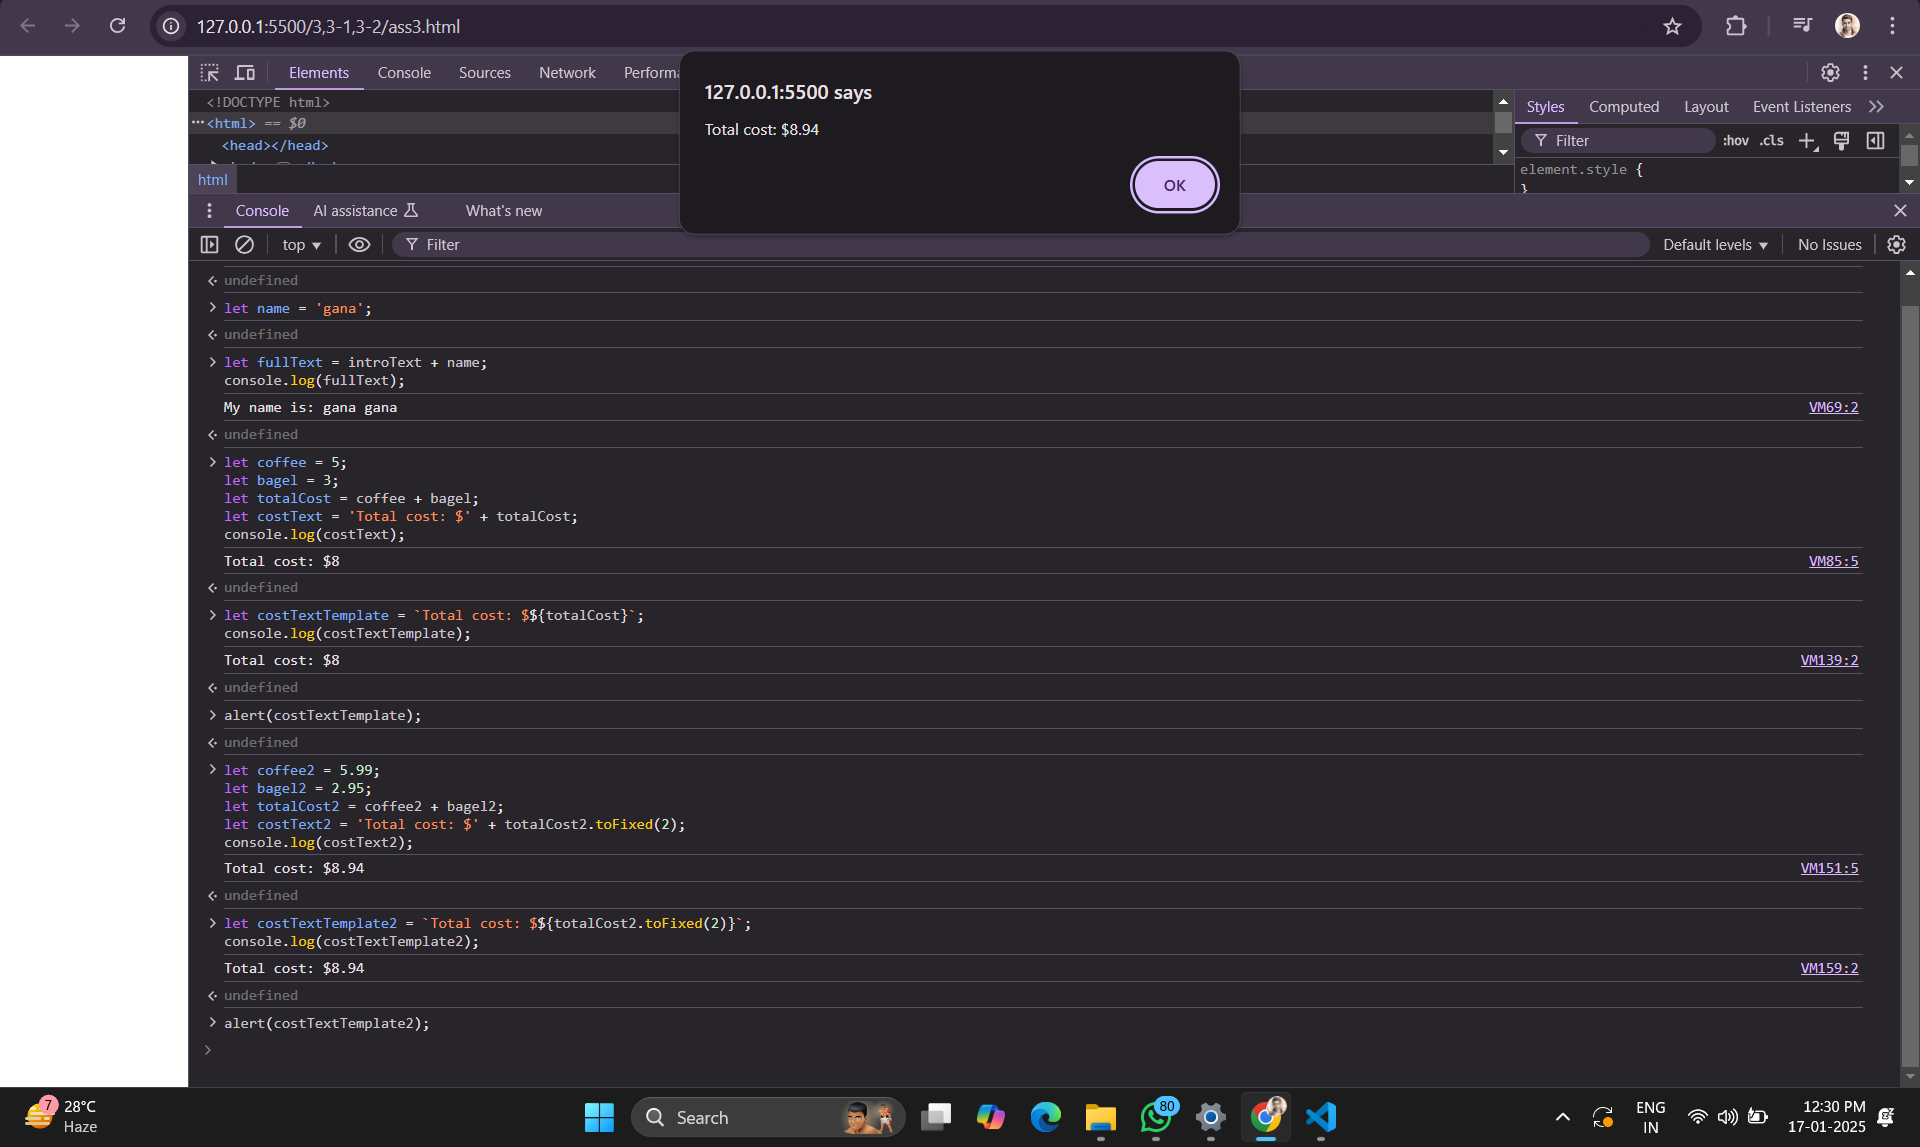 127.0.0.1:5500/3,3-1,3-2/ass3.html
Elements Console Sources Network Performa
127.0.0.1:5500 says
Total cost: $8.94
OK
<!DOCTYPE html>
<html> == $0
<head></head>
html
Styles Computed Layout Event Listeners
Filter :hov .cls
element.style {
}
Console AI assistance What's new
top Filter Default levels No Issues
undefined
let name = 'gana';
undefined
let fullText = introText + name;
console.log(fullText);
My name is: gana gana VM69:2
undefined
let coffee = 5;
let bagel = 3;
let totalCost = coffee + bagel;
let costText = 'Total cost: $' + totalCost;
console.log(costText);
Total cost: $8 VM85:5
undefined
let costTextTemplate = `Total cost: $${totalCost}`;
console.log(costTextTemplate);
Total cost: $8 VM139:2
undefined
alert(costTextTemplate);
undefined
let coffee2 = 5.99;
let bagel2 = 2.95;
let totalCost2 = coffee2 + bagel2;
let costText2 = 'Total cost: $' + totalCost2.toFixed(2);
console.log(costText2);
Total cost: $8.94 VM151:5
undefined
let costTextTemplate2 = `Total cost: $${totalCost2.toFixed(2)}`;
console.log(costTextTemplate2);
Total cost: $8.94 VM159:2
undefined
alert(costTextTemplate2);
7
28°C
Haze
Search
80
ENG
IN
12:30 PM
17-01-2025